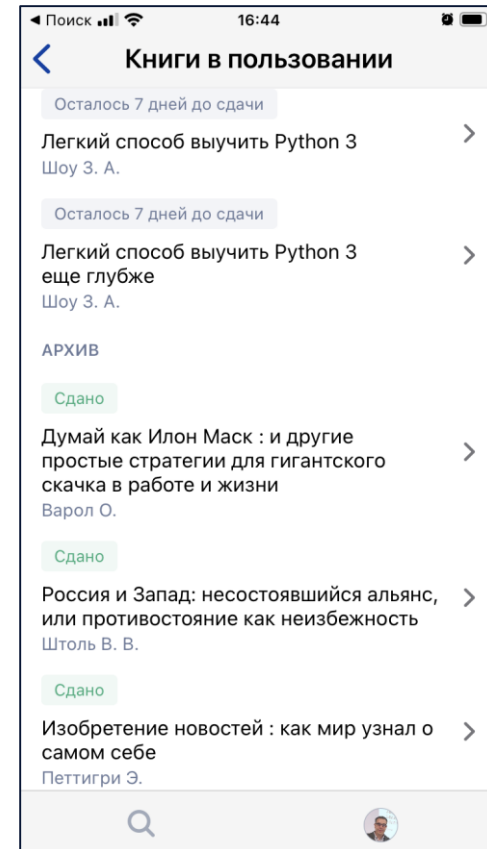 Поиск
16:44
Книги в пользовании
Осталось 7 дней до сдачи
Легкий способ выучить Python 3
Шоу З. А.
Осталось 7 дней до сдачи
Легкий способ выучить Python 3
еще глубже
Шоу З. А.
АРХИВ
Сдано
Думай как Илон Маск : и другие
простые стратегии для гигантского
скачка в работе и жизни
Варол О.
Сдано
Россия и Запад: несостоявшийся альянс,
или противостояние как неизбежность
Штоль В. В.
Сдано
Изобретение новостей : как мир узнал о
самом себе
Петтигри Э.